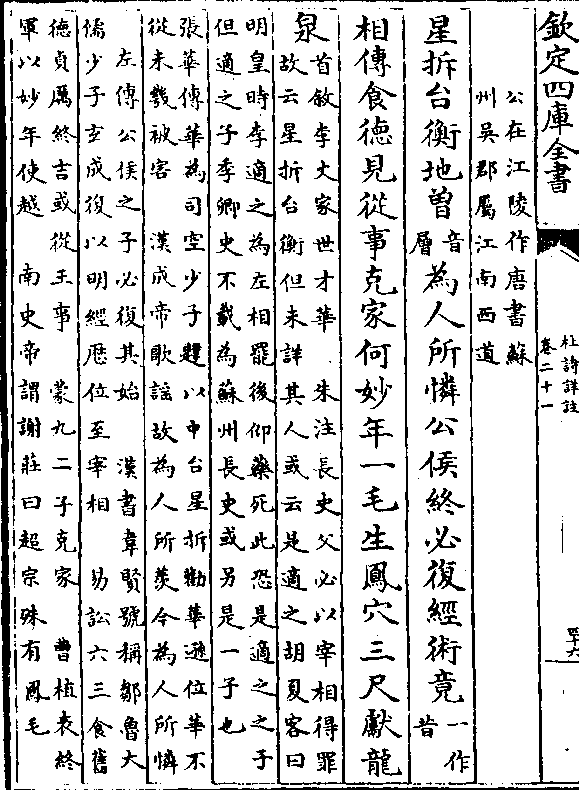 欽定四庫全書
杜詩詳註
卷二十一
四六
公在江陵作唐書蘇
州吳郡屬江南西道
星拆台衡地曾音層為人所憐公侯終必復經術竟一作昔
相傳食德見從事克家何妙年一毛生鳳穴三尺獻龍
泉首敘李丈家世才華 朱注長史父必以宰相得罪
故云星折台衡但未詳其人或云是適之胡夏客曰
明皇時李適之為左相罷後仰藥死此恐是適之之子
但適之子季卿史不載為蘇州長史或另是一子也
張華傳華為司空少子韙以中台星拆勸華遜位華不
從未幾被害 漢成帝歌謠故為人所羨今為人所憐
左傳公侯之子必復其始 漢書韋賢號稱鄒魯大
儒少子玄成復以明經歷位至宰相 易訟六三食舊
德貞厲終吉或從王事 蒙九二子克家 曹植表終
軍以妙年使越 南史帝謂謝莊曰超宗殊有鳳毛